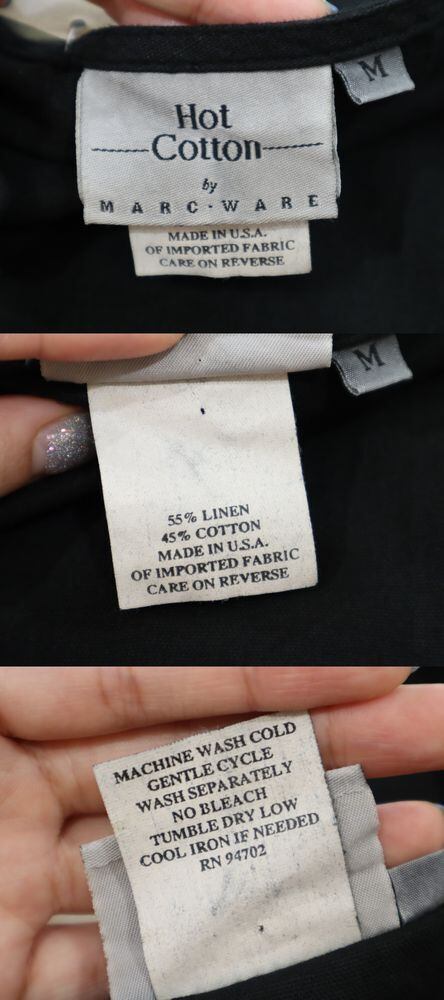 Hot
Cotton
by
MARC·WARE
M
MADE IN U.S.A.
OF IMPORTED FABRIC
CARE ON REVERSE
M
55% LINEN
45% COTTON
MADE IN U.S.A.
OF IMPORTED FABRIC
CARE ON REVERSE
MACHINE WASH COLD
GENTLE CYCLE
WASH SEPARATELY
NO BLEACH
TUMBLE DRY LOW
COOL IRON IF NEEDED
RN 94702